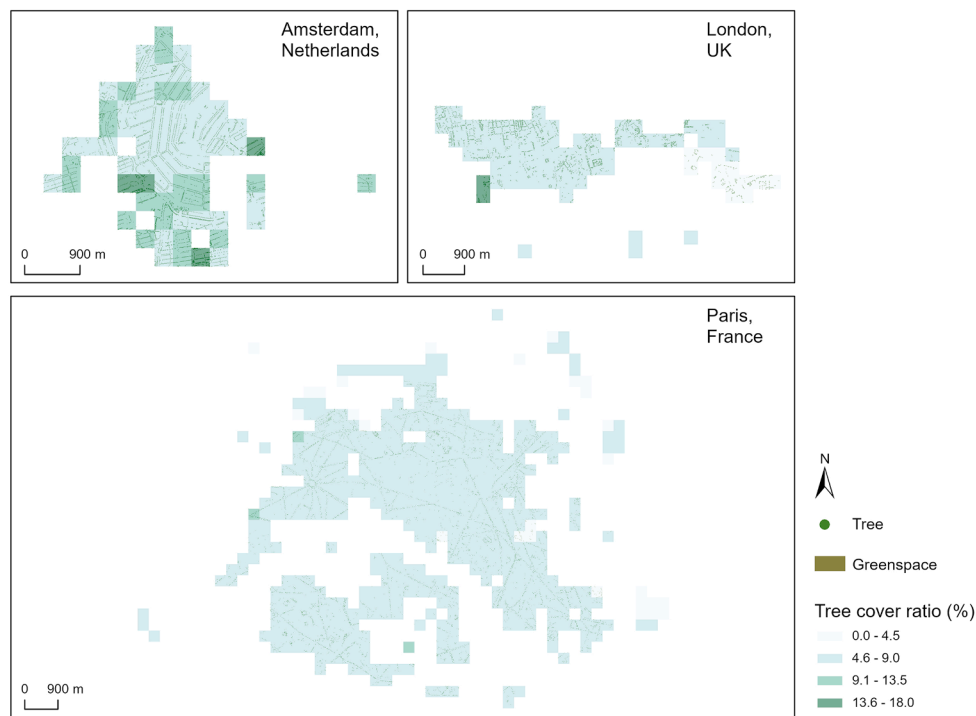 Amsterdam,
Netherlands
0 900 m
London,
UK
0 900 m
Paris,
France
0 900 m
N
Tree
Greenspace
Tree cover ratio (%)
0.0 - 4.5
4.6 - 9.0
9.1 - 13.5
13.6 - 18.0